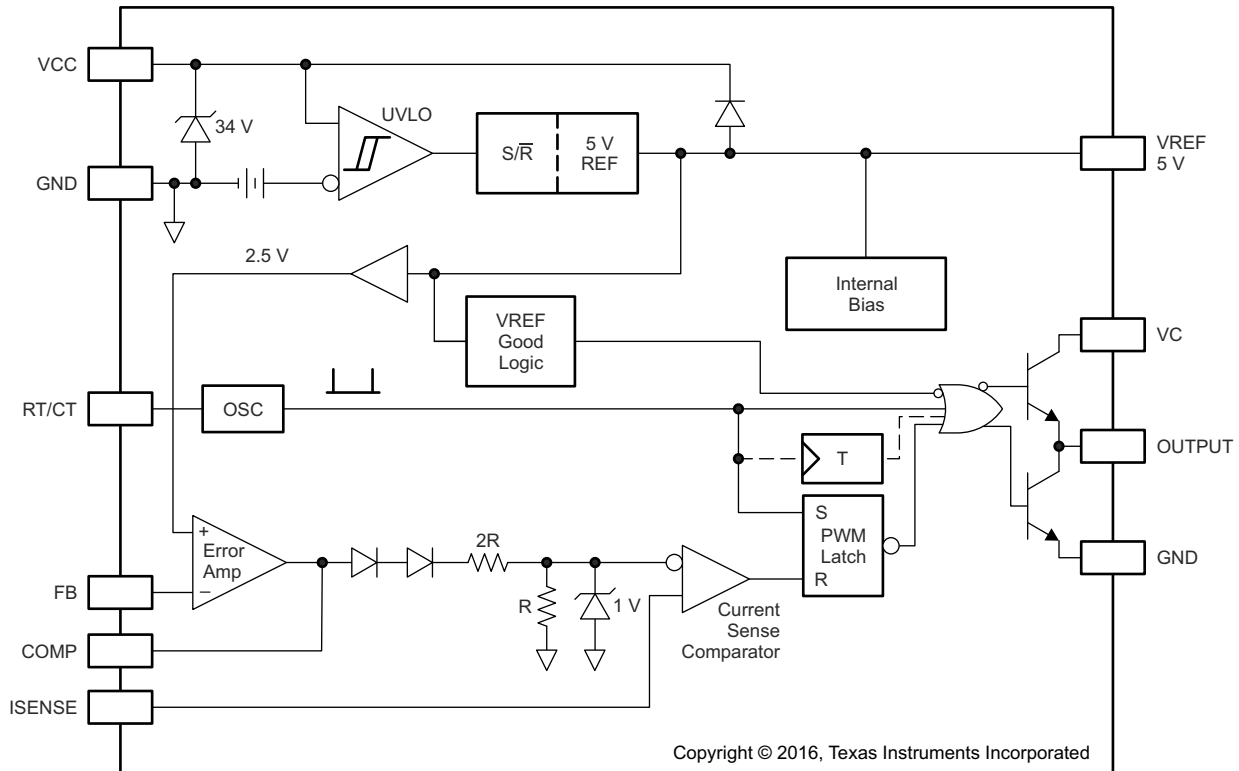 VCC
UVLO
34 V
S/R̅
5 V
REF
VREF
5 V
GND
2.5 V
Internal
Bias
VREF
Good
Logic
VC
RT/CT
OSC
OUTPUT
T
S
PWM
Latch
R
+
Error
Amp
−
2R
R
1 V
Current
Sense
Comparator
GND
FB
COMP
ISENSE
Copyright © 2016, Texas Instruments Incorporated